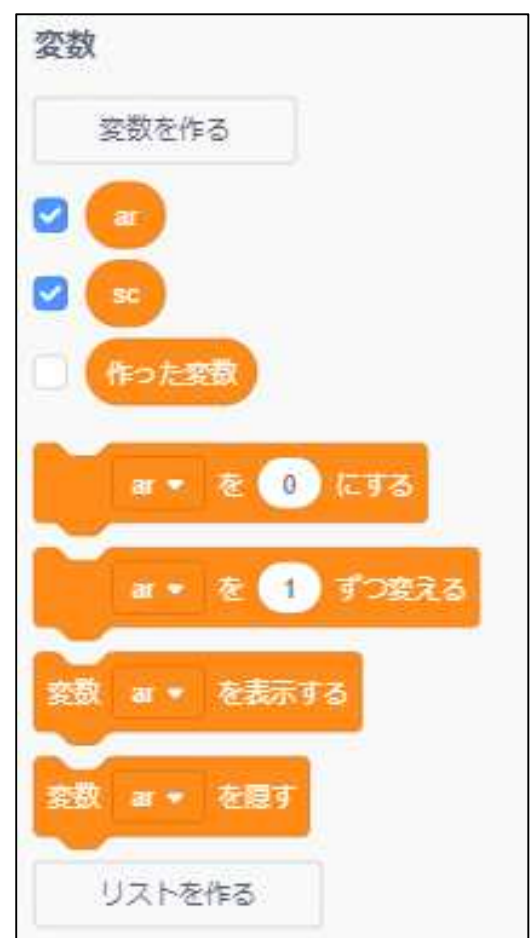 変数
変数を作る
ar
sc
作った変数
ar を 0 にする
ar を 1 ずつ変える
変数 ar を表示する
変数 ar を隠す
リストを作る